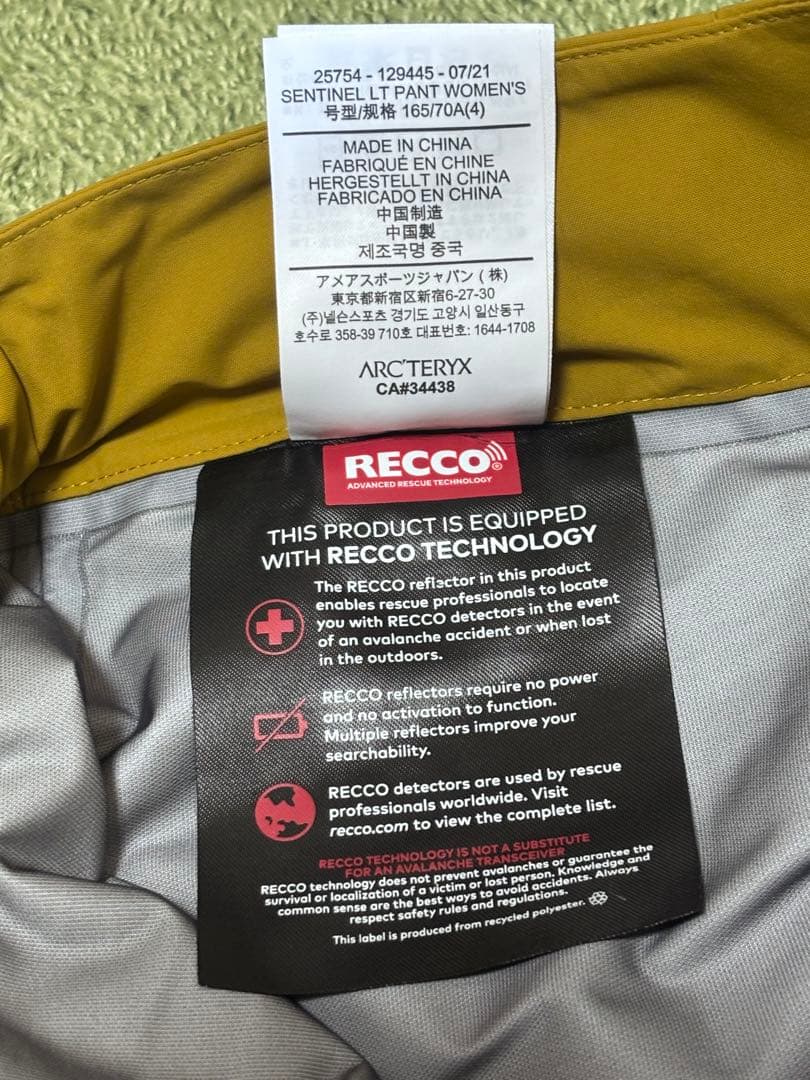 25754 - 129445 - 07/21
SENTINEL LT PANT WOMEN'S
号型/规格 165/70A(4)
MADE IN CHINA
FABRIQUÉ EN CHINE
HERGESTELLT IN CHINA
FABRICADO EN CHINA
中国制造
中国製
제조국명 중국
アメアスポーツジャパン ( 株)
東京都新宿区新宿6-27-30
(주)넬슨스포츠 경기도 고양시 일산동구
호수로 358-39 710호 대표번호: 1644-1708
ARC'TERYX
CA#34438
RECCO®
ADVANCED RESCUE TECHNOLOGY
THIS PRODUCT IS EQUIPPED
WITH RECCO TECHNOLOGY
The RECCO reflector in this product
enables rescue professionals to locate
you with RECCO detectors in the event
of an avalanche accident or when lost
in the outdoors.
RECCO reflectors require no power
and no activation to function.
Multiple reflectors improve your
searchability.
RECCO detectors are used by rescue
professionals worldwide. Visit
recco.com to view the complete list.
RECCO TECHNOLOGY IS NOT A SUBSTITUTE
FOR AN AVALANCHE TRANSCEIVER
RECCO technology does not prevent avalanches or guarantee the
survival or localization of a victim or lost person. Knowledge and
common sense are the best ways to avoid accidents. Always
respect safety rules and regulations.
This label is produced from recycled polyester.